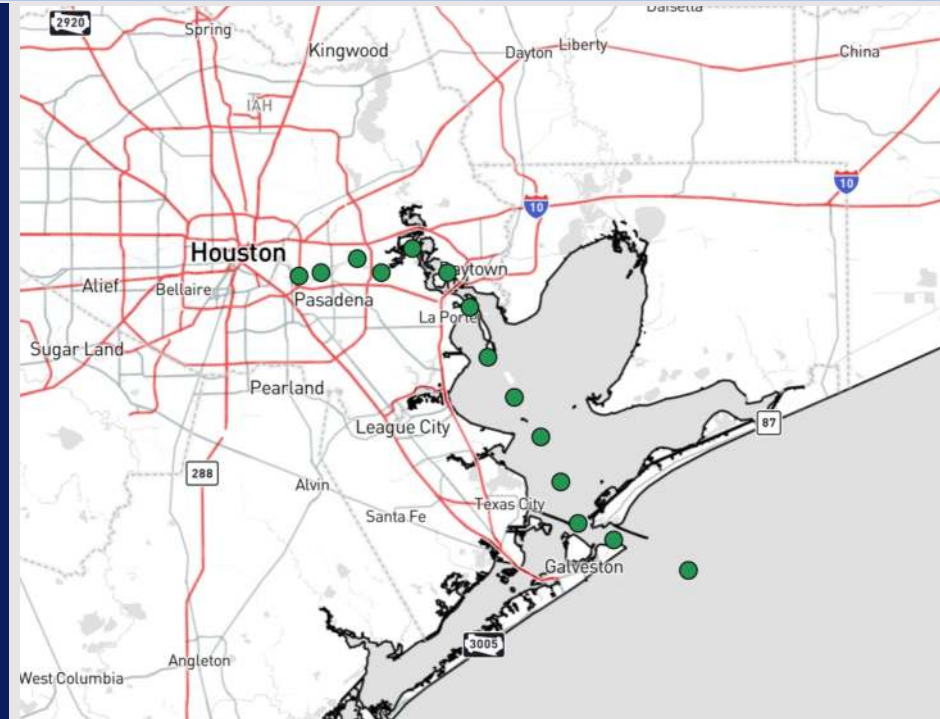 Daisetta
2920
Spring
Kingwood
Dayton
Liberty
China
IAH
10
10
Houston
Baytown
Alief
Bellaire
Pasadena
La Porte
Sugar Land
Pearland
League City
87
288
Alvin
Texas City
Santa Fe
Galveston
3005
Angleton
West Columbia